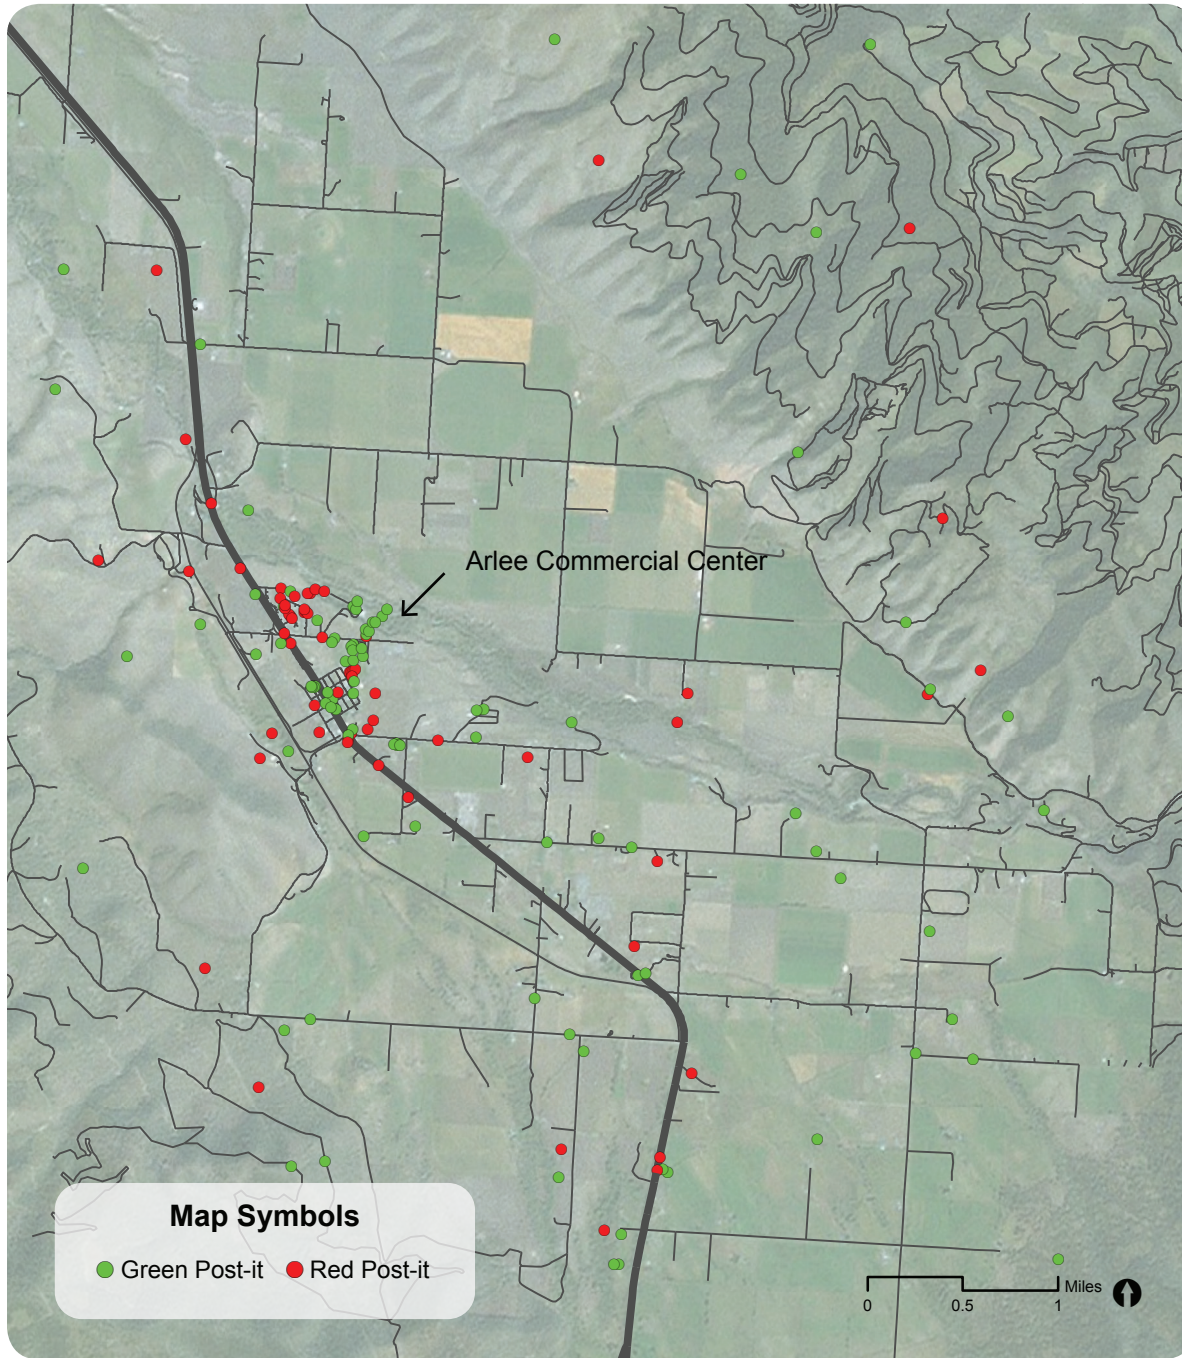 Arlee Commercial Center
Map Symbols
Green Post-it Red Post-it
Miles
0 0.5 1